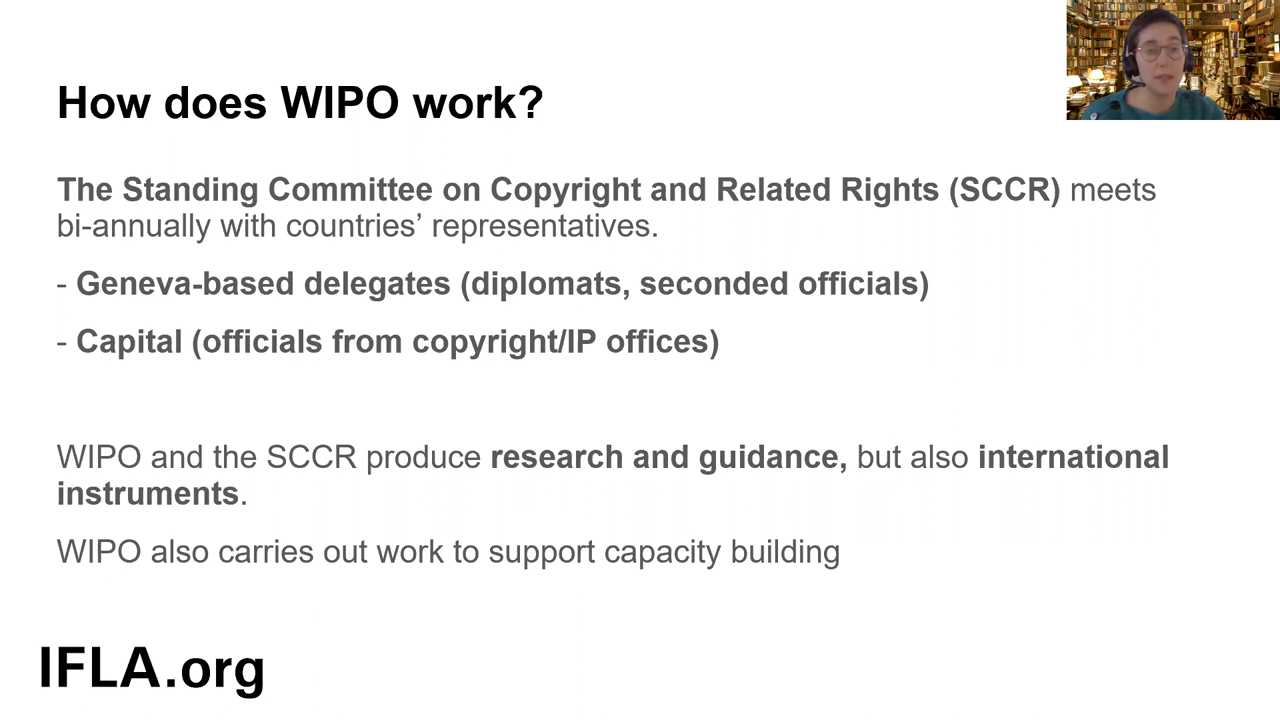 How does WIPO work?
The Standing Committee on Copyright and Related Rights (SCCR) meets
bi-annually with countries’ representatives.
- Geneva-based delegates (diplomats, seconded officials)
- Capital (officials from copyright/IP offices)
WIPO and the SCCR produce research and guidance, but also international
instruments.
WIPO also carries out work to support capacity building
IFLA.org